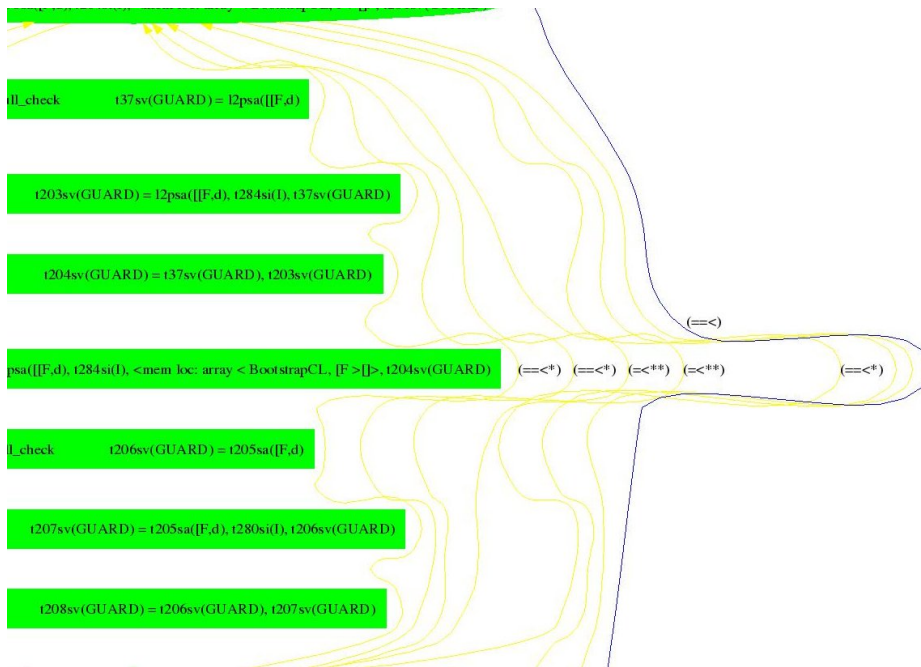 t37sv(GUARD) = l2psa([[F,d)
t203sv(GUARD) = l2psa([[F,d), t284si(I), t37sv(GUARD)
t204sv(GUARD) = t37sv(GUARD), t203sv(GUARD)
(==<)
psa([[F,d), t284si(I), <mem loc: array < BootstrapCL, [F >[]>, t204sv(GUARD) (==<*) (==<*) (=<**) (=<**) (==<*)
ll_check t206sv(GUARD) = t205sa([F,d)
t207sv(GUARD) = t205sa([F,d), t280si(I), t206sv(GUARD)
t208sv(GUARD) = t206sv(GUARD), t207sv(GUARD)